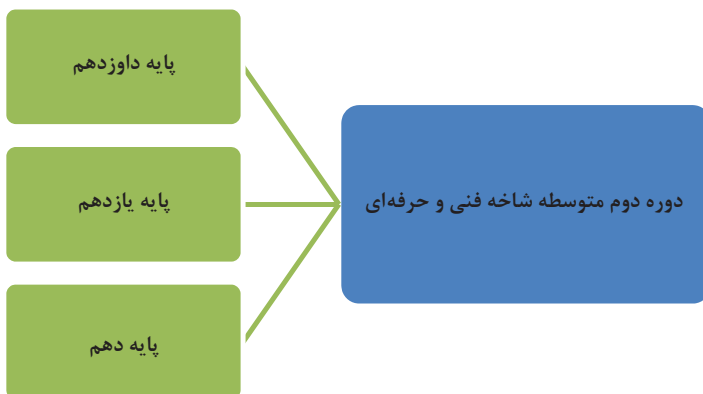 دوره دوم متوسطه شاخه فنی و حرفه‌ای
پایه داوزدهم
پایه یازدهم
پایه دهم